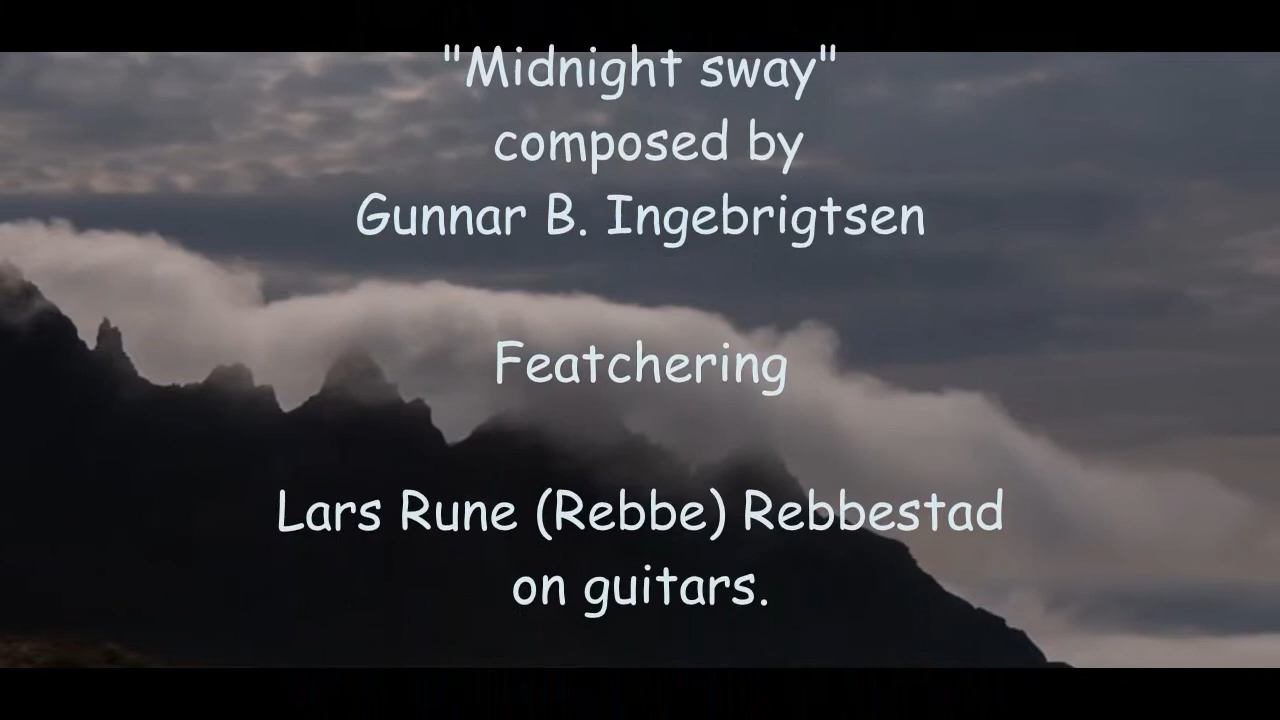 "Midnight sway"
composed by
Gunnar B. Ingebrigtsen
Featchering
Lars Rune (Rebbe) Rebbestad
on guitars.